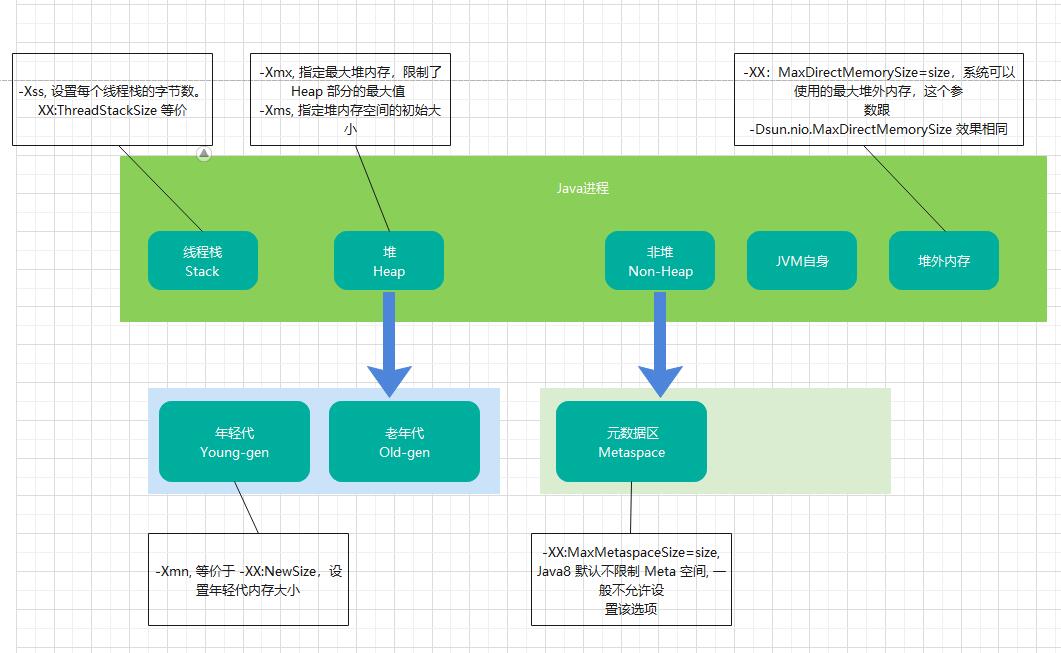 -Xss, 设置每个线程栈的字节数。
XX:ThreadStackSize 等价
-Xmx, 指定最大堆内存，限制了
Heap 部分的最大值
-Xms, 指定堆内存空间的初始大
小
-XX：MaxDirectMemorySize=size，系统可以
使用的最大堆外内存，这个参
数跟
-Dsun.nio.MaxDirectMemorySize 效果相同
Java进程
线程栈
Stack
堆
Heap
非堆
Non-Heap
JVM自身
堆外内存
年轻代
Young-gen
老年代
Old-gen
元数据区
Metaspace
-Xmn, 等价于 -XX:NewSize，设
置年轻代内存大小
-XX:MaxMetaspaceSize=size,
Java8 默认不限制 Meta 空间, 一
般不允许设
置该选项